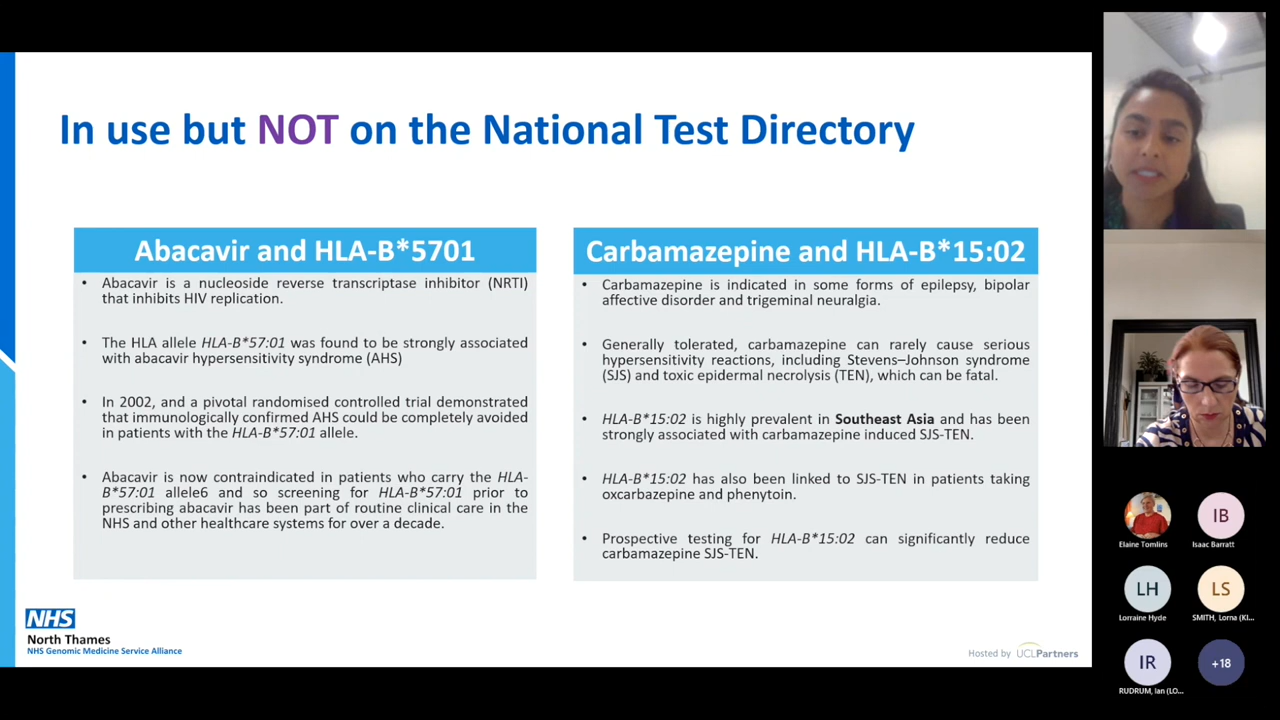 In use but NOT on the National Test Directory
Abacavir and HLA-B*5701
• Abacavir is a nucleoside reverse transcriptase inhibitor (NRTI)
that inhibits HIV replication.
• The HLA allele HLA-B*57:01 was found to be strongly associated
with abacavir hypersensitivity syndrome (AHS)
• In 2002, and a pivotal randomised controlled trial demonstrated
that immunologically confirmed AHS could be completely avoided
in patients with the HLA-B*57:01 allele.
• Abacavir is now contraindicated in patients who carry the HLA-
B*57:01 allele6 and so screening for HLA-B*57:01 prior to
prescribing abacavir has been part of routine clinical care in the
NHS and other healthcare systems for over a decade.
Carbamazepine and HLA-B*15:02
• Carbamazepine is indicated in some forms of epilepsy, bipolar
affective disorder and trigeminal neuralgia.
• Generally tolerated, carbamazepine can rarely cause serious
hypersensitivity reactions, including Stevens–Johnson syndrome
(SJS) and toxic epidermal necrolysis (TEN), which can be fatal.
• HLA-B*15:02 is highly prevalent in Southeast Asia and has been
strongly associated with carbamazepine induced SJS-TEN.
• HLA-B*15:02 has also been linked to SJS-TEN in patients taking
oxcarbazepine and phenytoin.
• Prospective testing for HLA-B*15:02 can significantly reduce
carbamazepine SJS-TEN.
NHS
North Thames
NHS Genomic Medicine Service Alliance
Hosted by UCLPartners
IB
Elaine Tomlins
Isaac Barratt
LH
LS
Lorraine Hyde
SMITH, Lorna (KI...
IR
+18
RUDRUM, Ian (LO...